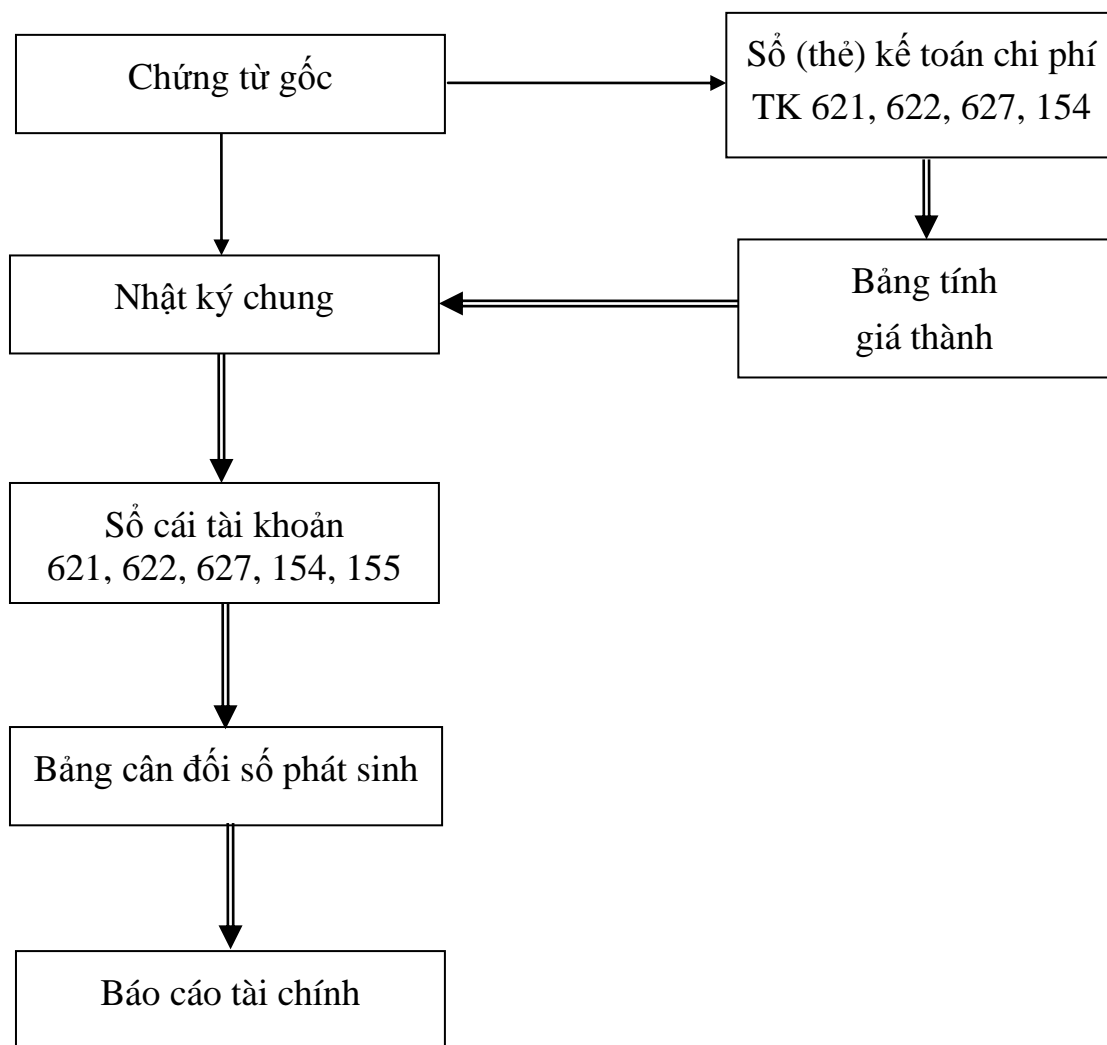 Chứng từ gốc
Sổ (thẻ) kế toán chi phí
TK 621, 622, 627, 154
Nhật ký chung
Bảng tính
giá thành
Sổ cái tài khoản
621, 622, 627, 154, 155
Bảng cân đối số phát sinh
Báo cáo tài chính